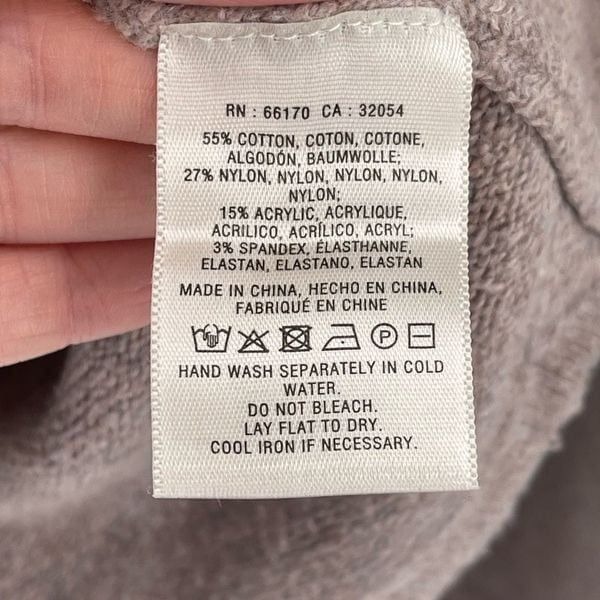 RN : 66170 CA : 32054
55% COTTON, COTON, COTONE,
ALGODÓN, BAUMWOLLE;
27% NYLON, NYLON, NYLON, NYLON,
NYLON;
15% ACRYLIC, ACRYLIQUE,
ACRILICO, ACRÍLICO, ACRYL;
3% SPANDEX, ÉLASTHANNE,
ELASTAN, ELASTANO, ELASTAN
MADE IN CHINA, HECHO EN CHINA,
FABRIQUÉ EN CHINE
P
HAND WASH SEPARATELY IN COLD
WATER.
DO NOT BLEACH.
LAY FLAT TO DRY.
COOL IRON IF NECESSARY.